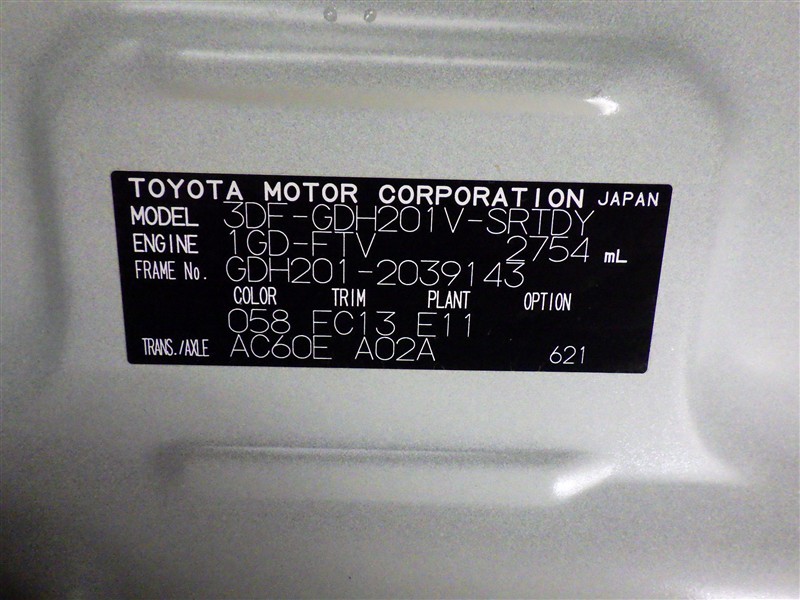 TOYOTA MOTOR CORPORATION JAPAN
MODEL 3DF-GDH201V-SRTDY
ENGINE 1GD-FTV 2754 mL
FRAME No. GDH201-2039143
COLOR TRIM PLANT OPTION
058 FC13 E11
TRANS./AXLE AC60E A02A 621